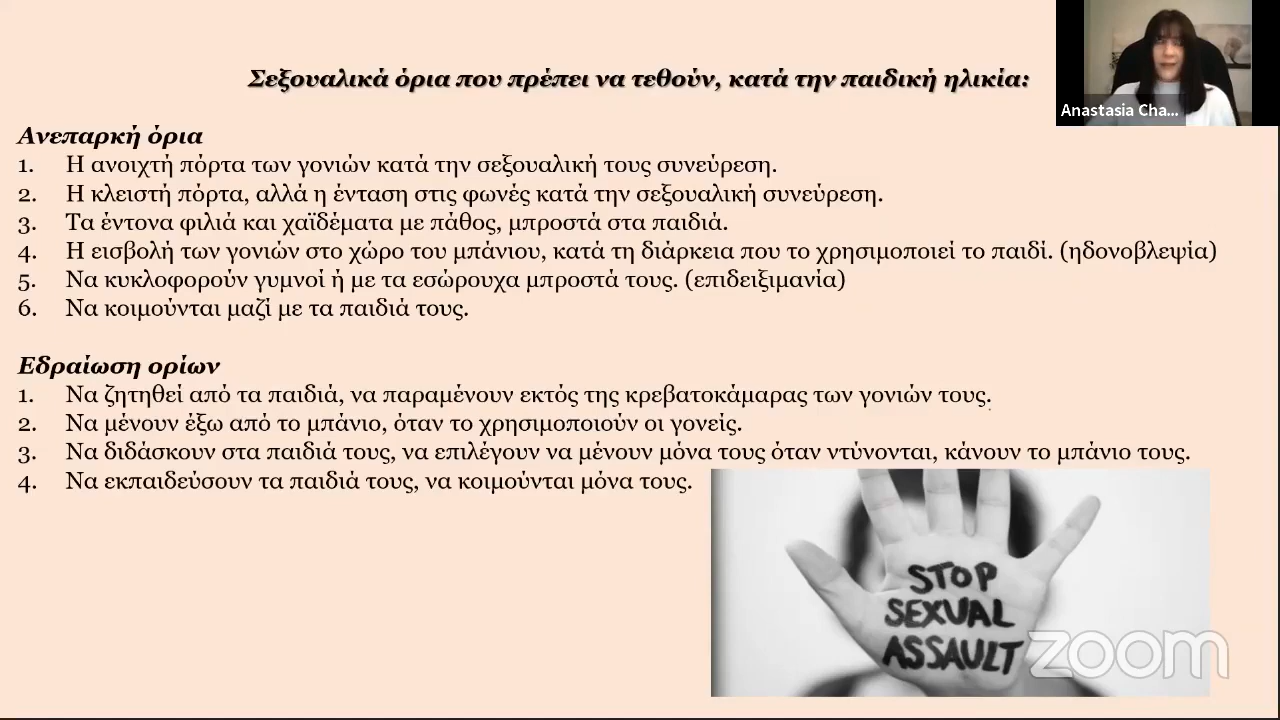 Σεξουαλικά όρια που πρέπει να τεθούν, κατά την παιδική ηλικία:
Anastasia Cha...
Ανεπαρκή όρια
1. Η ανοιχτή πόρτα των γονιών κατά την σεξουαλική τους συνεύρεση.
2. Η κλειστή πόρτα, αλλά η ένταση στις φωνές κατά την σεξουαλική συνεύρεση.
3. Τα έντονα φιλιά και χαϊδέματα με πάθος, μπροστά στα παιδιά.
4. Η εισβολή των γονιών στο χώρο του μπάνιου, κατά τη διάρκεια που το χρησιμοποιεί το παιδί. (ηδονοβλεψία)
5. Να κυκλοφορούν γυμνοί ή με τα εσώρουχα μπροστά τους. (επιδειξιμανία)
6. Να κοιμούνται μαζί με τα παιδιά τους.
Εδραίωση ορίων
1. Να ζητηθεί από τα παιδιά, να παραμένουν εκτός της κρεβατοκάμαρας των γονιών τους.
2. Να μένουν έξω από το μπάνιο, όταν το χρησιμοποιούν οι γονείς.
3. Να διδάσκουν στα παιδιά τους, να επιλέγουν να μένουν μόνα τους όταν ντύνονται, κάνουν το μπάνιο τους.
4. Να εκπαιδεύσουν τα παιδιά τους, να κοιμούνται μόνα τους.
STOP
SEXUAL
ASSAULT
zoom